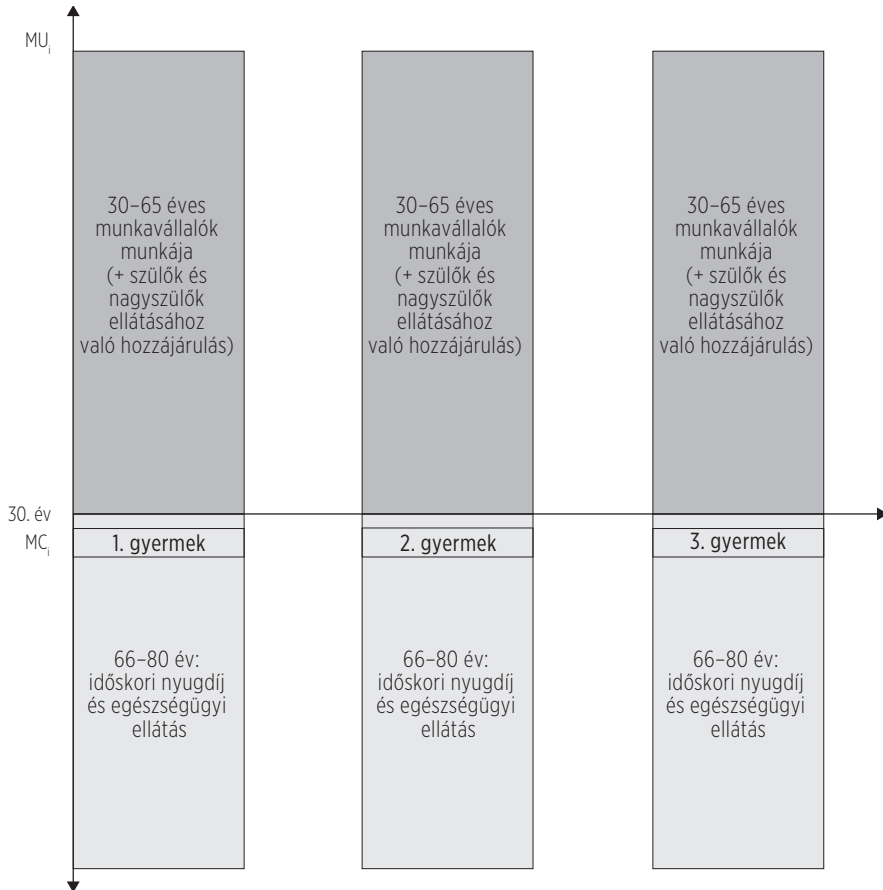 MUi
30–65 éves
munkavállalók
munkája
(+ szülők és
nagyszülők
ellátásához
való hozzájárulás)
30–65 éves
munkavállalók
munkája
(+ szülők és
nagyszülők
ellátásához
való hozzájárulás)
30–65 éves
munkavállalók
munkája
(+ szülők és
nagyszülők
ellátásához
való hozzájárulás)
30. év
MCi
1. gyermek
2. gyermek
3. gyermek
66–80 év:
időskori nyugdíj
és egészségügyi
ellátás
66–80 év:
időskori nyugdíj
és egészségügyi
ellátás
66–80 év:
időskori nyugdíj
és egészségügyi
ellátás